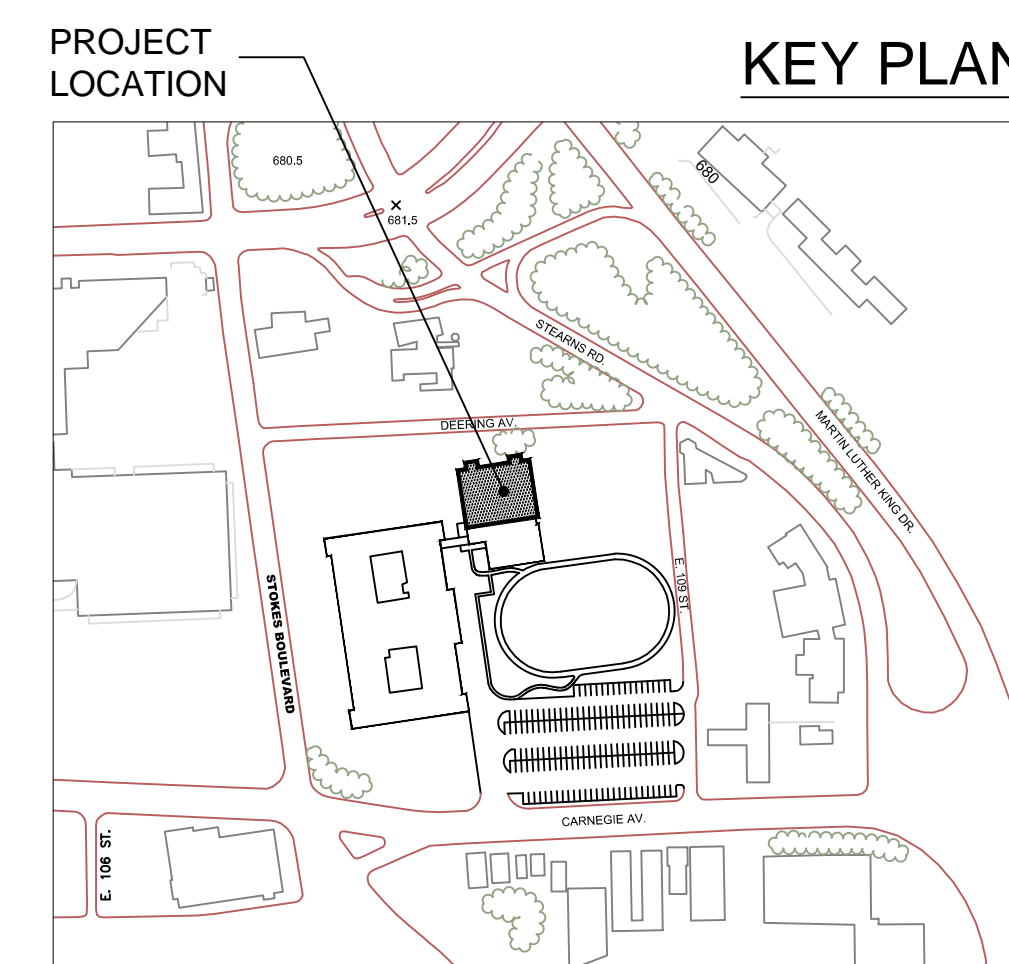 PROJECT
LOCATION
KEY PLAN
680.5
681.5
680
STEARNS RD.
DEERING AV.
MARTIN LUTHER KING DR.
E. 109 ST.
STOKES BOULEVARD
CARNEGIE AV.
E. 106 ST.